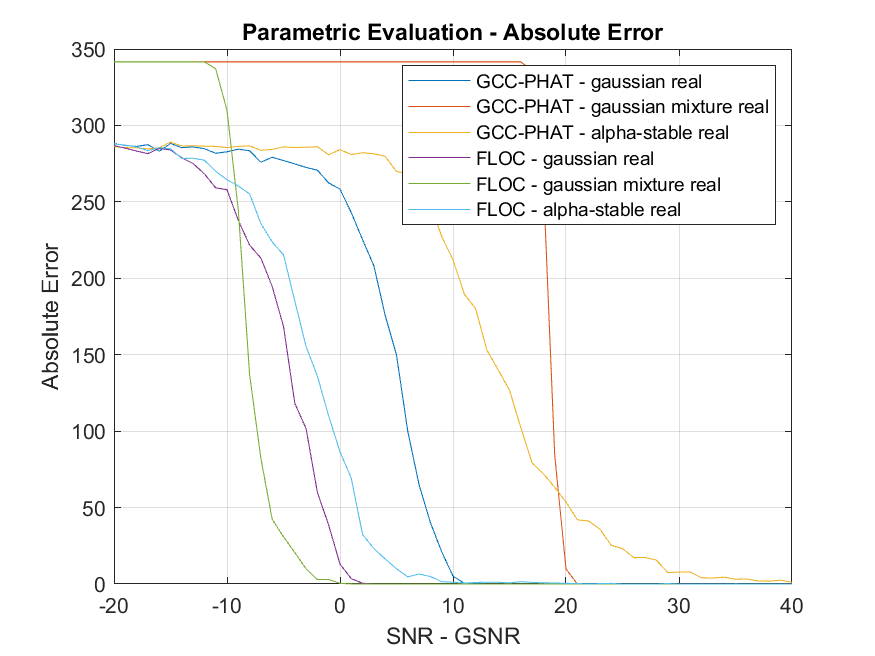 Parametric Evaluation - Absolute Error
350
300
250
200
150
100
50
0
Absolute Error
GCC-PHAT - gaussian real
GCC-PHAT - gaussian mixture real
GCC-PHAT - alpha-stable real
FLOC - gaussian real
FLOC - gaussian mixture real
FLOC - alpha-stable real
-20 -10 0 10 20 30 40
SNR - GSNR